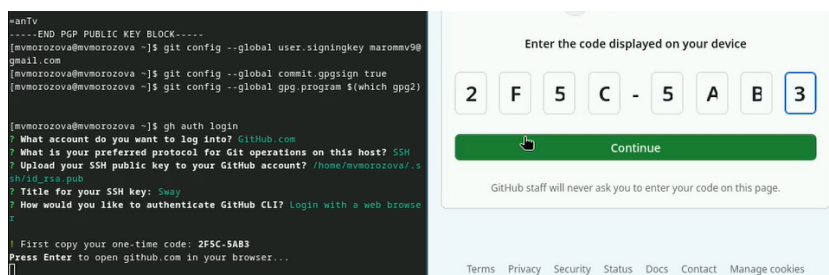 =anTv
-----END PGP PUBLIC KEY BLOCK-----
[mvmorozova@mvmorozova ~]$ git config --global user.signingkey marommv9@
gmail.com
[mvmorozova@mvmorozova ~]$ git config --global commit.gpgsign true
[mvmorozova@mvmorozova ~]$ git config --global gpg.program $(which gpg2)
[mvmorozova@mvmorozova ~]$ gh auth login
? What account do you want to log into? GitHub.com
? What is your preferred protocol for Git operations on this host? SSH
? Upload your SSH public key to your GitHub account? /home/mvmorozova/.s
sh/id_rsa.pub
? Title for your SSH key: Sway
? How would you like to authenticate GitHub CLI? Login with a web browse
r
! First copy your one-time code: 2F5C-5AB3
Press Enter to open github.com in your browser...
Enter the code displayed on your device
2 F 5 C - 5 A B 3
Continue
GitHub staff will never ask you to enter your code on this page.
Terms Privacy Security Status Docs Contact Manage cookies